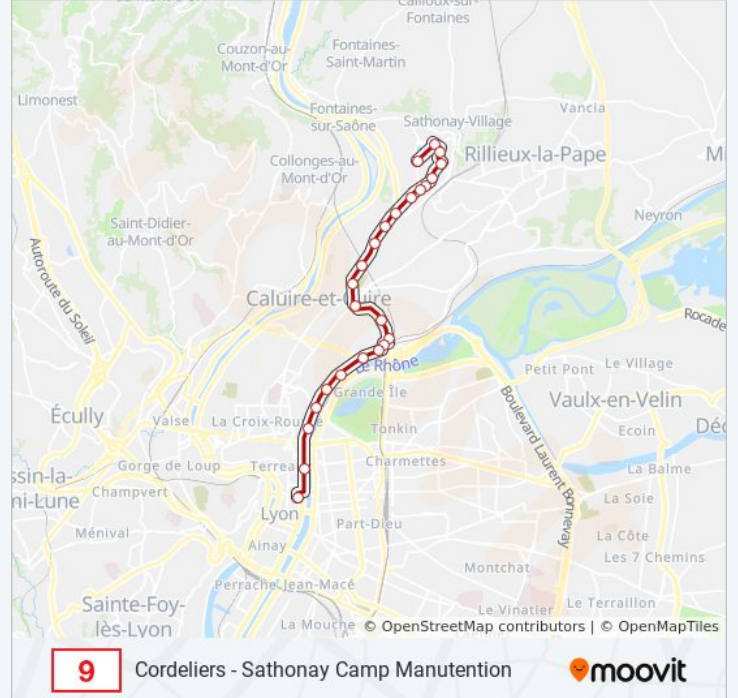 Cailloux-sur-
Fontaines
Couzon-au-
Mont-d'Or
Fontaines-
Saint-Martin
Limonest
Fontaines-
sur-Saône
Vancia
Sathonay-Village
Rillieux-la-Pape
Collonges-au-
Mont-d'Or
Saint-Didier-
au-Mont-d'Or
Neyron
Autoroute du Soleil
Caluire-et-Cuire
Rocade
Le Rhône
Petit Pont
Le Village
Grande Île
Vaulx-en-Velin
Écully
Vaise
La Croix-Rousse
Tonkin
Boulevard Laurent Bonnevay
Ecoin
Gorge de Loup
Charmettes
La Balme
Champvert
La Soie
Lyon
Part-Dieu
La Côte
Ménival
Ainay
Les 7 Chemins
Montchat
Perrache
Jean-Macé
Sainte-Foy-
lès-Lyon
Le Vinatier
Le Terraillon
La Mouche
© OpenStreetMap contributors | © OpenMapTiles
9
Cordeliers - Sathonay Camp Manutention
moovit